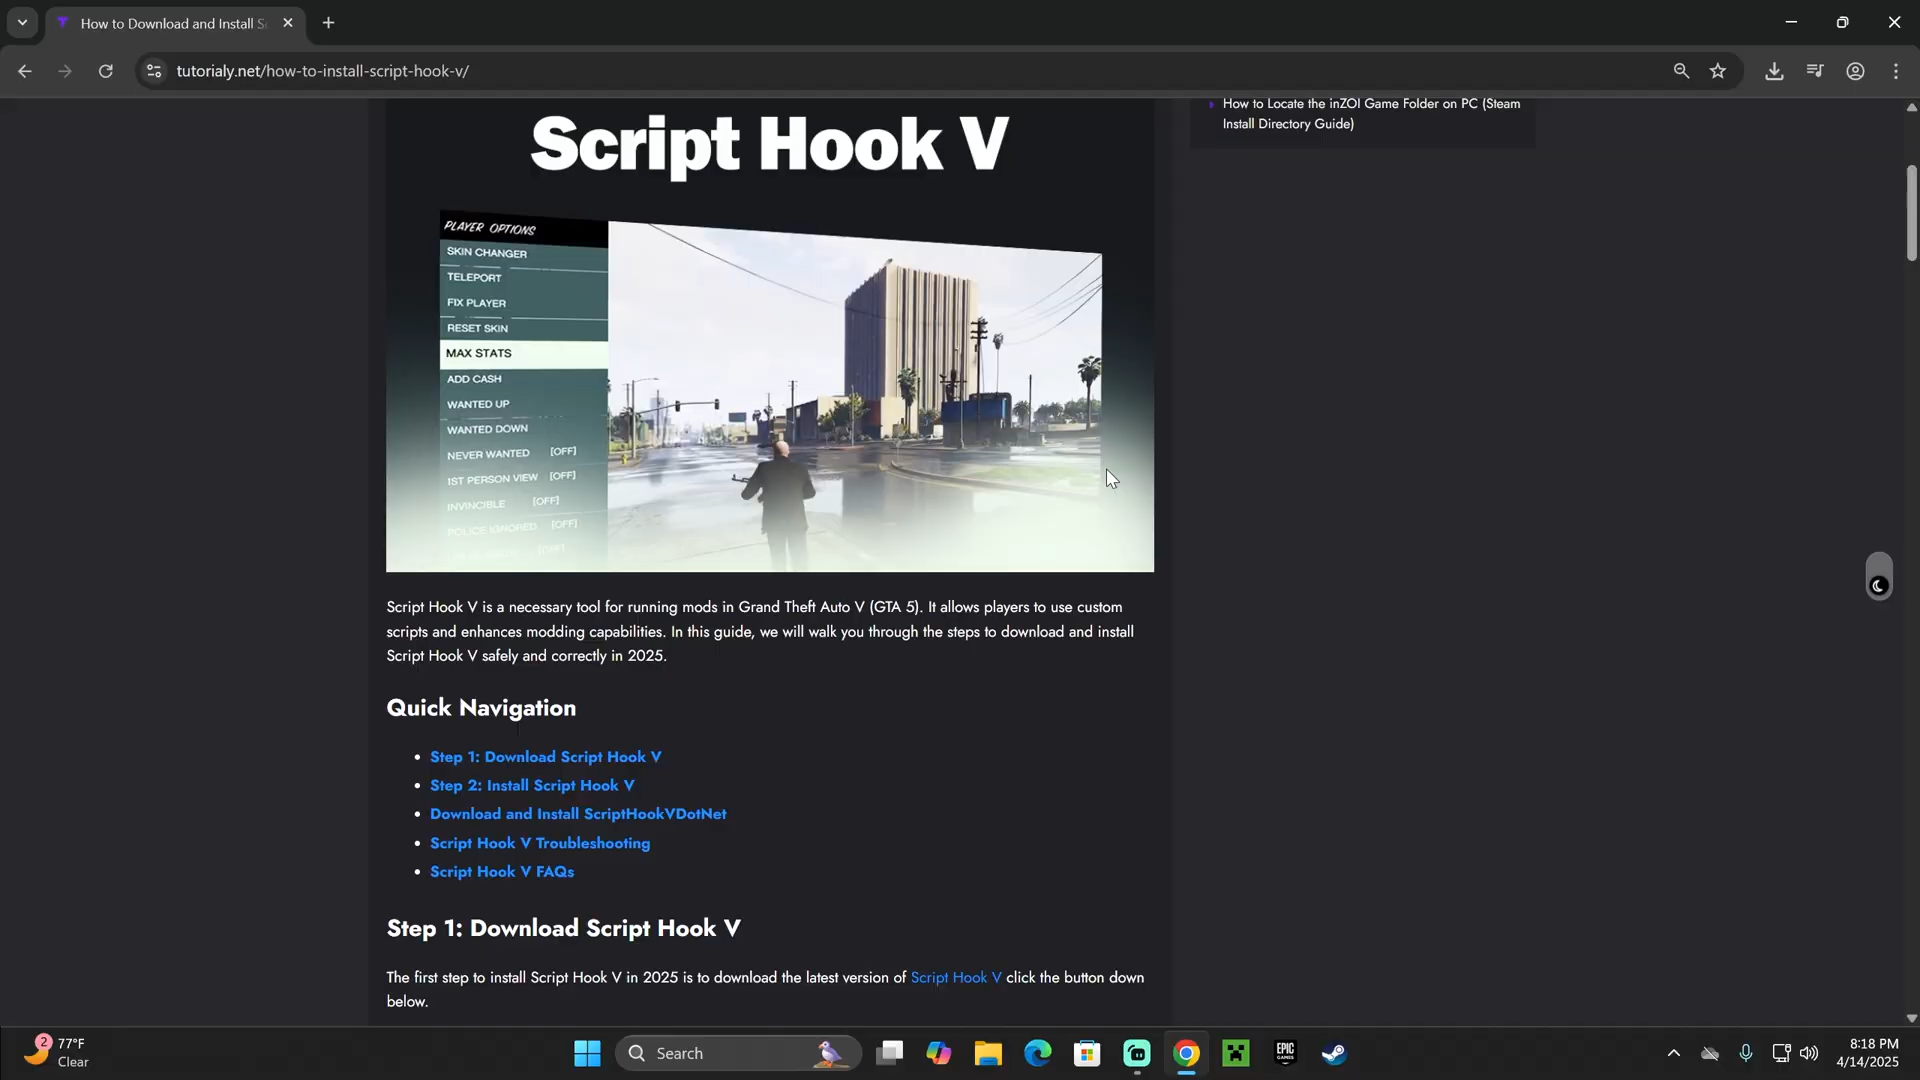 How to Download and Install S
tutorialy.net/how-to-install-script-hook-v/
How to Locate the inZOI Game Folder on PC (Steam
Install Directory Guide)
Script Hook V
PLAYER OPTIONS
SKIN CHANGER
TELEPORT
FIX PLAYER
RESET SKIN
MAX STATS
ADD CASH
WANTED UP
WANTED DOWN
NEVER WANTED [OFF]
1ST PERSON VIEW [OFF]
INVINCIBLE [OFF]
POLICE IGNORED [OFF]
[OFF]
Script Hook V is a necessary tool for running mods in Grand Theft Auto V (GTA 5). It allows players to use custom
scripts and enhances modding capabilities. In this guide, we will walk you through the steps to download and install
Script Hook V safely and correctly in 2025.
Quick Navigation
• Step 1: Download Script Hook V
• Step 2: Install Script Hook V
• Download and Install ScriptHookVDotNet
• Script Hook V Troubleshooting
• Script Hook V FAQs
Step 1: Download Script Hook V
The first step to install Script Hook V in 2025 is to download the latest version of Script Hook V click the button down
below.
2
77°F
Clear
Search
EPIC
GAMES
8:18 PM
4/14/2025